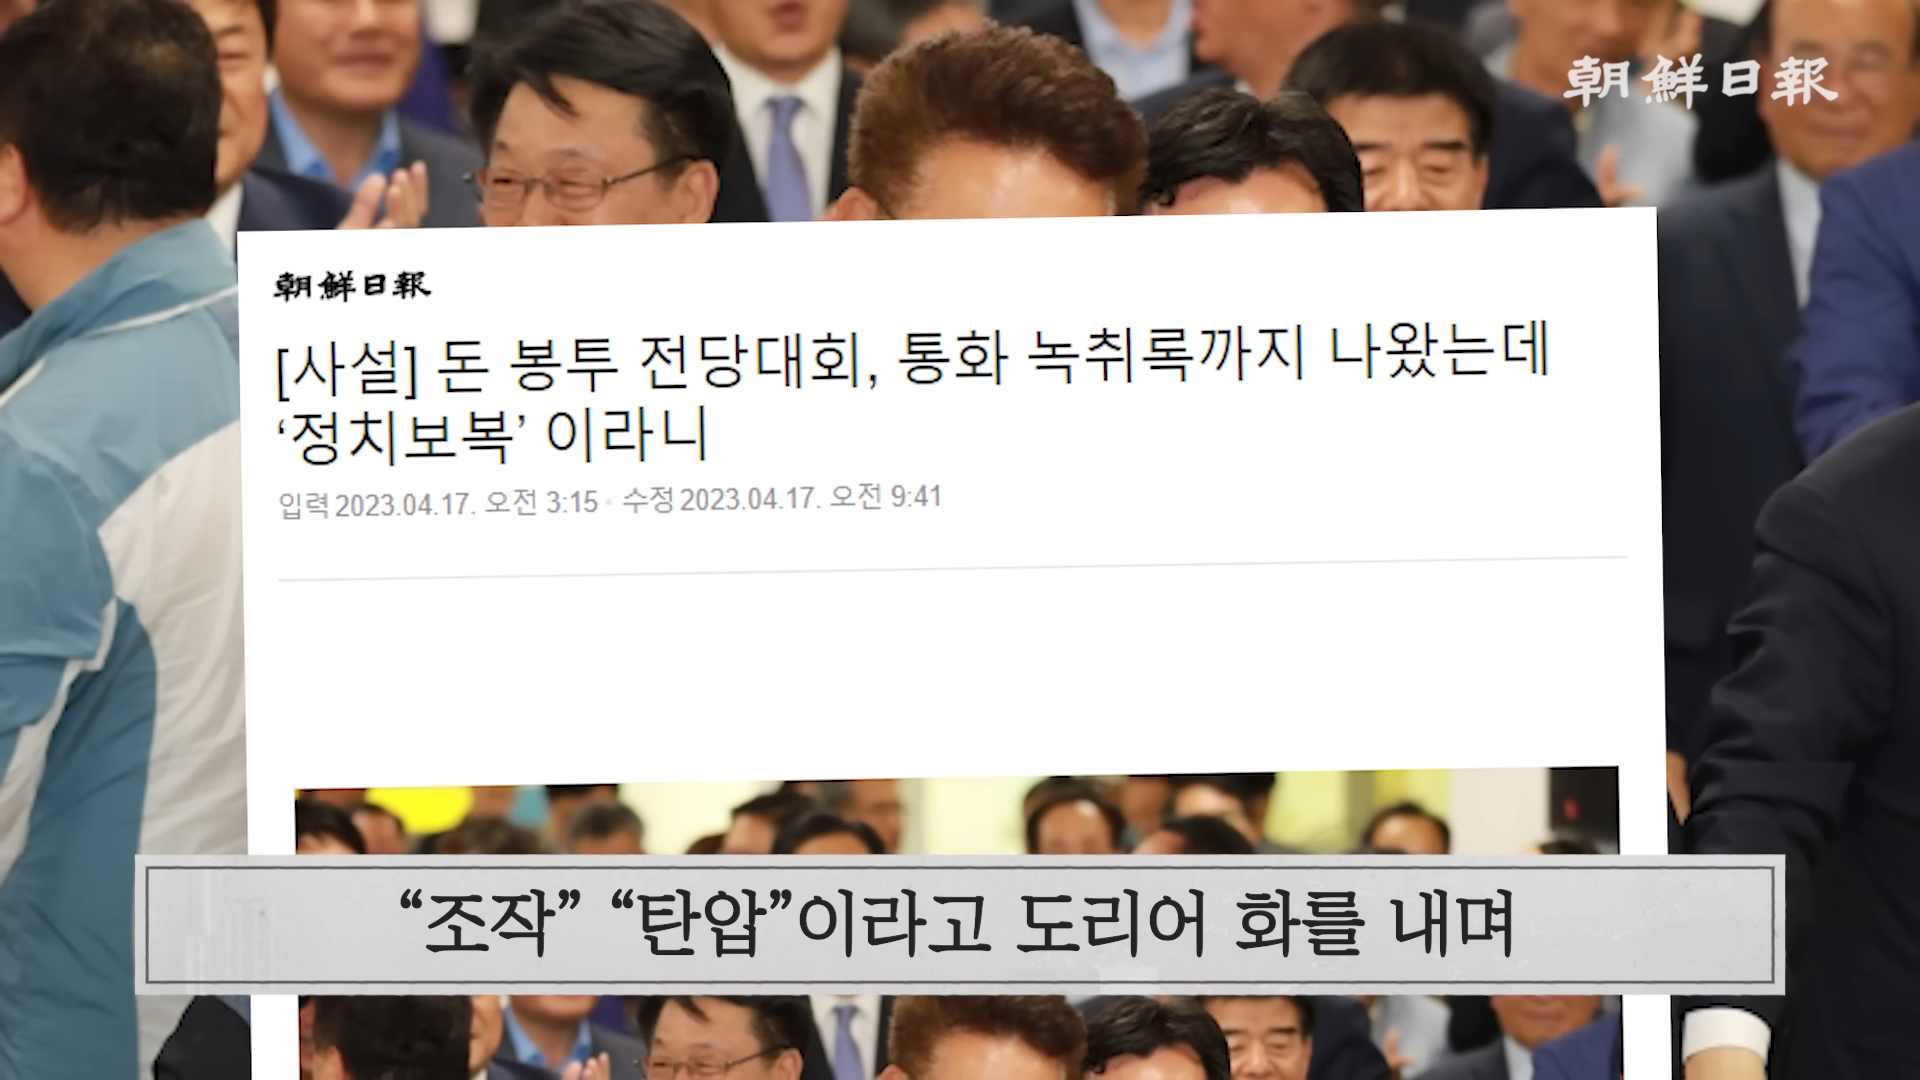 朝鮮日報
朝鮮日報
[사설] 돈 봉투 전당대회, 통화 녹취록까지 나왔는데
‘정치보복’ 이라니
입력 2023.04.17. 오전 3:15 · 수정 2023.04.17. 오전 9:41
“조작” “탄압”이라고 도리어 화를 내며